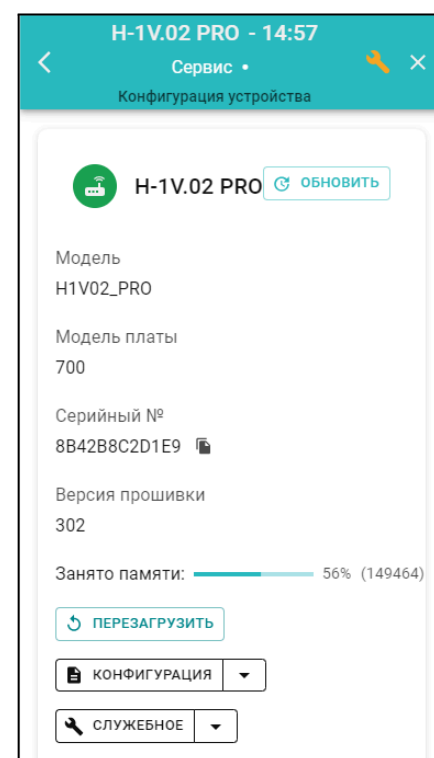 H-1V.02 PRO - 14:57
Сервис •
Конфигурация устройства
H-1V.02 PRO ОБНОВИТЬ
Модель
H1V02_PRO
Модель платы
700
Серийный №
8B42B8C2D1E9
Версия прошивки
302
Занято памяти: 56% (149464)
ПЕРЕЗАГРУЗИТЬ
КОНФИГУРАЦИЯ
СЛУЖЕБНОЕ